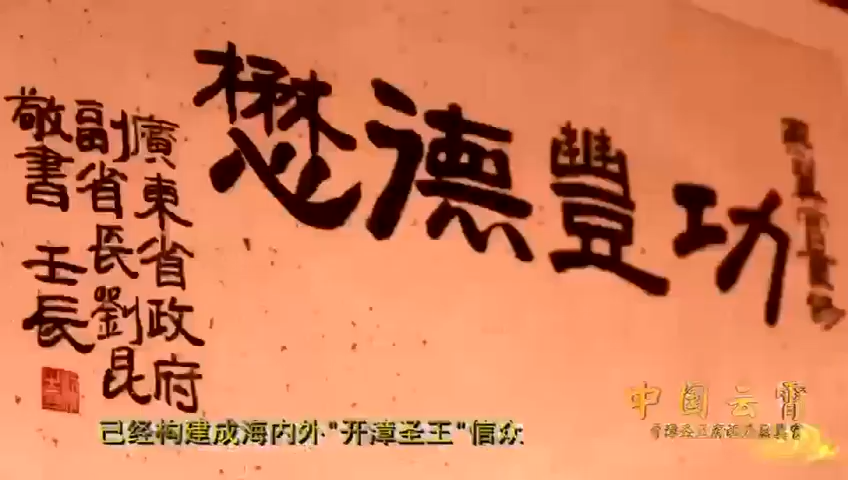 功豐德懋
廣東省政府
副省長劉昆
敬書 壬辰
已经构建成海内外"开漳圣王"信众
中国云霄